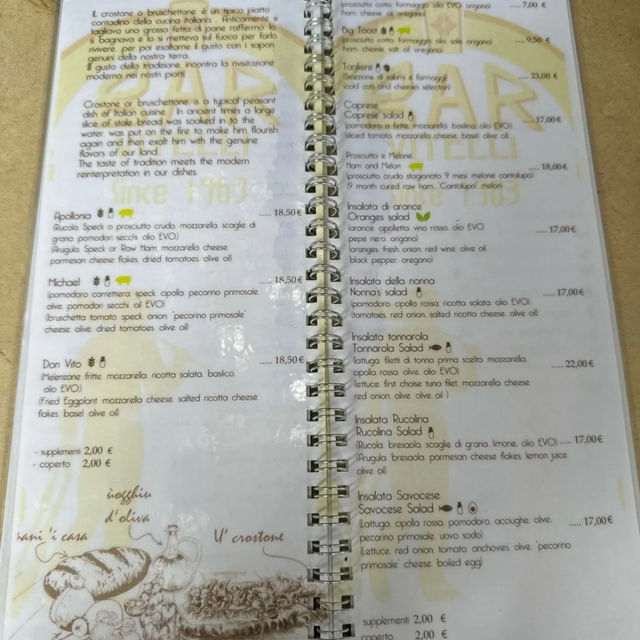 IL crostone o bruschettone è un tipico piatto
contadino della cucina italiana. Anticamente si
tagliava una grossa fetta di pane raffermo, la
si bagnava e la si metteva sul fuoco per farlo
rivivere, per poi esaltarne il gusto con i sapori
genuini della nostra terra.
Il gusto della tradizione, incontra la rivisitazione
moderna nei nostri piatti.
Crostone or bruschettone is a typical peasant
dish of Italian cuisine. In ancient times a large
slice of stale bread was soaked in to the
water, was put on the fire to make him flourish
again and then exalt him with the genuine
flavors of our land.
The taste of tradition meets the modern
reinterpretation in our dishes.
Apollonia ..... 18,50€
(Rucola, Speck o prosciutto crudo, mozzarella, scaglie di
grana, pomodori secchi, olio, EVO.)
(Arugula, Speck or Raw Ham, mozzarella cheese,
parmesan cheese flakes, dried tomatoes, olive oil)
Michael ..... 18,50€
(pomodoro correttiera, speck, cipolla, pecorino primosale,
olive, pomodori secchi, oil EVO)
(bruschetta tomato, speck, onion "pecorino primosale"
cheese, olive, dried tomatoes, olive oil)
Don Vito ..... 18,50€
(Melenzane fritte, mozzarella, ricotta salata, basilico,
olio, EVO.)
(Fried Eggplant, mozzarella cheese, salted ricotta cheese
flakes, basel, olive oil)
- supplementi 2,00 €
- coperto 2,00 €
uogghiu
d'oliva
'i casa
U' crostone
(prosciutto cotto, formaggio, olio EVO, origano)
ham, cheese, oil, oregano) ..... 7,00 €
Big Toast
(prosciutto cotto, formaggio, olio, sale, origano) ..... 9,50 €
ham, cheese, salt, oil, oregano)
Tagliere
(Selezione di salumi e formaggi) ..... 23,00€
(cold cuts and cheeses selection)
Caprese
Caprese salad ..... 17,00€
(pomodoro a fette, mozzarella, basilico, olio, EVO)
(sliced tomato, mozzarella cheese, basel, olive oil)
Prosciutto e Melone
Ham and Melon ..... 18,00€
(prosciutto crudo stagionato 9 mesi, melone cantalupo)
(9 month cured raw ham, "Cantalupo" melon)
Insalata di arance
Oranges salad
(arance, cipolletta, vino rosso, olio, EVO, ..... 17,00€
pepe nero, origano)
(oranges, fresh onion, red wine, olive oil,
black pepper, oregano)
Insalata della nonna
Nonna's salad ..... 17,00€
(pomodoro, cipolla rossa, ricotta salata, olio, EVO)
(tomatoes, red onion, salted ricotta cheese, olive oil)
Insalata tonnarola
Tonnarola Salad
(lattuga, filetti di tonno prima scelta, mozzarella, ..... 22,00€
cipolla rossa, olive, olio, EVO)
(lettuce, first choise tuna filet, mozzarella cheese,
red onion, olive, olive oil)
Insalata Rucolina
Rucolina Salad
(Rucola, bresaola, scaglie di grana, limone, olio, EVO) ..... 17,00€
(Arugula, bresaola, parmesan cheese flakes, lemon juice,
olive oil)
Insalata Savocese
Savocese Salad
(Lattuga, cipolla rossa, pomodoro, acciughe, olive, ..... 17,00€
pecorino primosale, uovo sodo)
(Lettuce, red onion, tomato, anchovies, olive, "pecorino
primosale" cheese, boiled egg)
supplementi 2,00 €
coperto 2,00 €